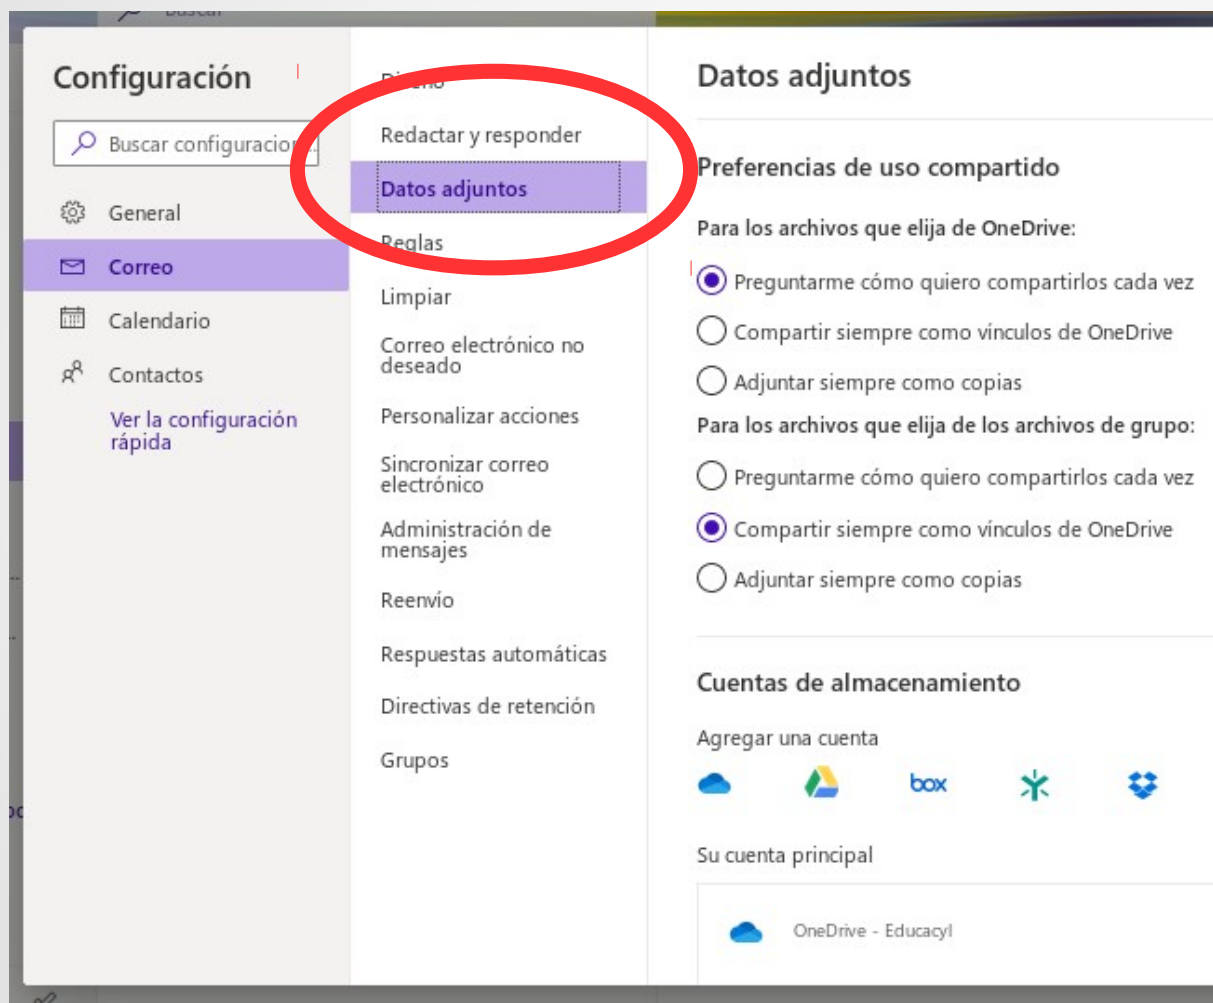 Buscar
Configuración
Buscar configuracion...
General
Correo
Calendario
Contactos
Ver la configuración
rápida
Diseño
Redactar y responder
Datos adjuntos
Reglas
Limpiar
Correo electrónico no
deseado
Personalizar acciones
Sincronizar correo
electrónico
Administración de
mensajes
Reenvío
Respuestas automáticas
Directivas de retención
Grupos
Datos adjuntos
Preferencias de uso compartido
Para los archivos que elija de OneDrive:
Preguntarme cómo quiero compartirlos cada vez
Compartir siempre como vínculos de OneDrive
Adjuntar siempre como copias
Para los archivos que elija de los archivos de grupo:
Preguntarme cómo quiero compartirlos cada vez
Compartir siempre como vínculos de OneDrive
Adjuntar siempre como copias
Cuentas de almacenamiento
Agregar una cuenta
box
Su cuenta principal
OneDrive - Educacyl